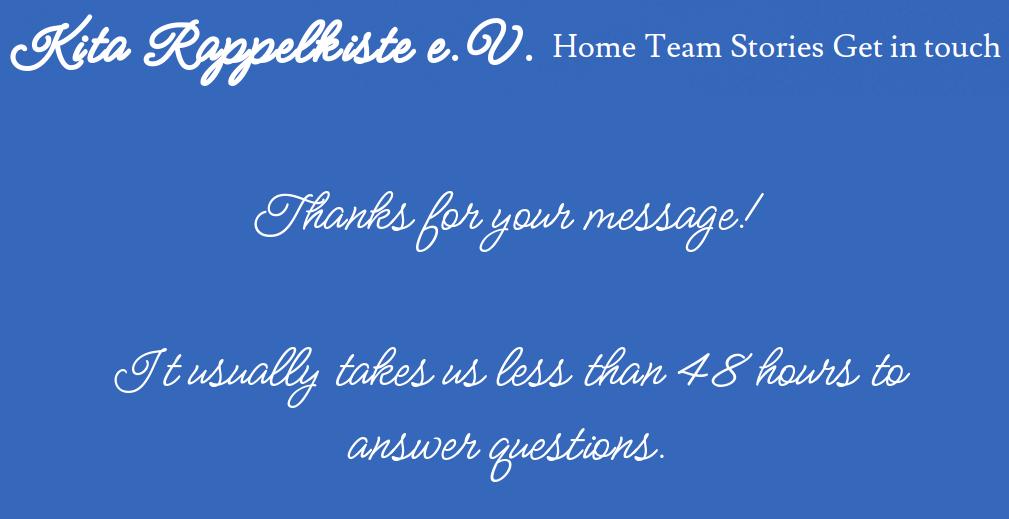 Kita Rappelkiste e.V. Home Team Stories Get in touch
Thanks for your message!
It usually takes us less than 48 hours to
answer questions.